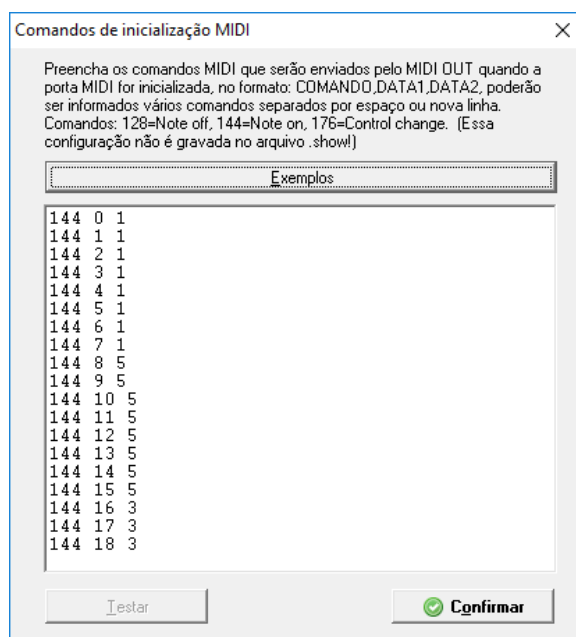 Comandos de inicialização MIDI
Preencha os comandos MIDI que serão enviados pelo MIDI OUT quando a
porta MIDI for inicializada, no formato: COMANDO,DATA1,DATA2, poderão
ser informados vários comandos separados por espaço ou nova linha.
Comandos: 128=Note off, 144=Note on, 176=Control change. (Essa
configuração não é gravada no arquivo .show!)
Exemplos
144 0 1
144 1 1
144 2 1
144 3 1
144 4 1
144 5 1
144 6 1
144 7 1
144 8 5
144 9 5
144 10 5
144 11 5
144 12 5
144 13 5
144 14 5
144 15 5
144 16 3
144 17 3
144 18 3
Testar
Confirmar